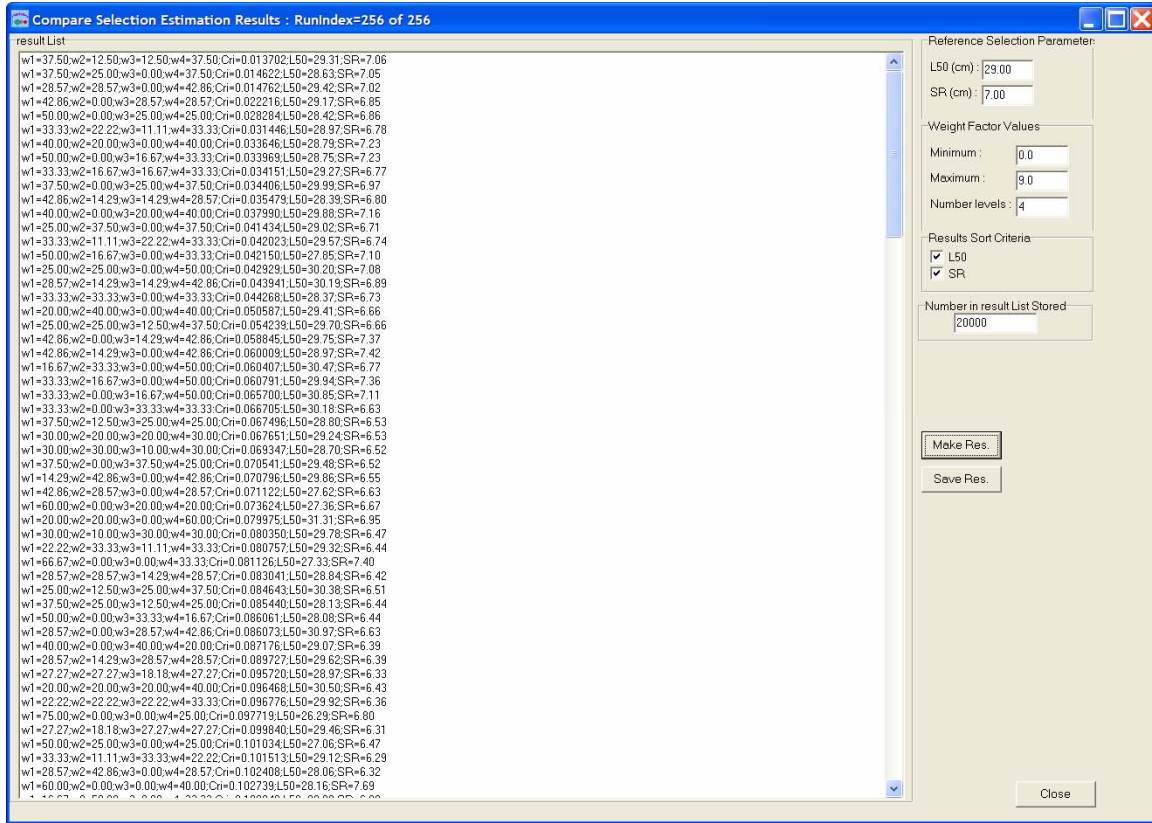 Compare Selection Estimation Results : RunIndex=256 of 256
result List
w1=37.50;w2=12.50;w3=12.50;w4=37.50;Cri=0.013702;L50=29.31;SR=7.06
w1=37.50;w2=25.00;w3=0.00;w4=37.50;Cri=0.014622;L50=28.63;SR=7.05
w1=28.57;w2=28.57;w3=0.00;w4=42.86;Cri=0.014762;L50=29.42;SR=7.02
w1=42.86;w2=0.00;w3=28.57;w4=28.57;Cri=0.022216;L50=29.17;SR=6.85
w1=50.00;w2=0.00;w3=25.00;w4=25.00;Cri=0.028284;L50=28.42;SR=6.86
w1=33.33;w2=22.22;w3=11.11;w4=33.33;Cri=0.031446;L50=28.97;SR=6.78
w1=40.00;w2=20.00;w3=0.00;w4=40.00;Cri=0.033646;L50=28.79;SR=7.23
w1=50.00;w2=0.00;w3=16.67;w4=33.33;Cri=0.033969;L50=28.75;SR=7.23
w1=33.33;w2=16.67;w3=16.67;w4=33.33;Cri=0.034151;L50=29.27;SR=6.77
w1=37.50;w2=0.00;w3=25.00;w4=37.50;Cri=0.034406;L50=29.99;SR=6.97
w1=42.86;w2=14.29;w3=14.29;w4=28.57;Cri=0.035479;L50=28.39;SR=6.80
w1=40.00;w2=0.00;w3=20.00;w4=40.00;Cri=0.037990;L50=29.88;SR=7.16
w1=25.00;w2=37.50;w3=0.00;w4=37.50;Cri=0.041434;L50=29.02;SR=6.71
w1=33.33;w2=11.11;w3=22.22;w4=33.33;Cri=0.042023;L50=29.57;SR=6.74
w1=50.00;w2=16.67;w3=0.00;w4=33.33;Cri=0.042150;L50=27.85;SR=7.10
w1=25.00;w2=25.00;w3=0.00;w4=50.00;Cri=0.042929;L50=30.20;SR=7.08
w1=28.57;w2=14.29;w3=14.29;w4=42.86;Cri=0.043941;L50=30.19;SR=6.89
w1=33.33;w2=33.33;w3=0.00;w4=33.33;Cri=0.044268;L50=28.37;SR=6.73
w1=20.00;w2=40.00;w3=0.00;w4=40.00;Cri=0.050587;L50=29.41;SR=6.66
w1=25.00;w2=25.00;w3=12.50;w4=37.50;Cri=0.054239;L50=29.70;SR=6.66
w1=42.86;w2=0.00;w3=14.29;w4=42.86;Cri=0.058845;L50=29.75;SR=7.37
w1=42.86;w2=14.29;w3=0.00;w4=42.86;Cri=0.060009;L50=28.97;SR=7.42
w1=16.67;w2=33.33;w3=0.00;w4=50.00;Cri=0.060407;L50=30.47;SR=6.77
w1=33.33;w2=16.67;w3=0.00;w4=50.00;Cri=0.060791;L50=29.94;SR=7.36
w1=33.33;w2=0.00;w3=16.67;w4=50.00;Cri=0.065700;L50=30.85;SR=7.11
w1=33.33;w2=0.00;w3=33.33;w4=33.33;Cri=0.066705;L50=30.18;SR=6.63
w1=37.50;w2=12.50;w3=25.00;w4=25.00;Cri=0.067496;L50=28.80;SR=6.53
w1=30.00;w2=20.00;w3=20.00;w4=30.00;Cri=0.067651;L50=29.24;SR=6.53
w1=30.00;w2=30.00;w3=10.00;w4=30.00;Cri=0.069347;L50=28.70;SR=6.52
w1=37.50;w2=0.00;w3=37.50;w4=25.00;Cri=0.070541;L50=29.48;SR=6.52
w1=14.29;w2=42.86;w3=0.00;w4=42.86;Cri=0.070796;L50=29.86;SR=6.55
w1=42.86;w2=28.57;w3=0.00;w4=28.57;Cri=0.071122;L50=27.62;SR=6.63
w1=60.00;w2=0.00;w3=20.00;w4=20.00;Cri=0.073624;L50=27.36;SR=6.67
w1=20.00;w2=20.00;w3=0.00;w4=60.00;Cri=0.079975;L50=31.31;SR=6.95
w1=30.00;w2=10.00;w3=30.00;w4=30.00;Cri=0.080350;L50=29.78;SR=6.47
w1=22.22;w2=33.33;w3=11.11;w4=33.33;Cri=0.080757;L50=29.32;SR=6.44
w1=66.67;w2=0.00;w3=0.00;w4=33.33;Cri=0.081126;L50=27.33;SR=7.40
w1=28.57;w2=28.57;w3=14.29;w4=28.57;Cri=0.083041;L50=28.84;SR=6.42
w1=25.00;w2=12.50;w3=25.00;w4=37.50;Cri=0.084643;L50=30.38;SR=6.51
w1=37.50;w2=25.00;w3=12.50;w4=25.00;Cri=0.085440;L50=28.13;SR=6.44
w1=50.00;w2=0.00;w3=33.33;w4=16.67;Cri=0.086061;L50=28.08;SR=6.44
w1=28.57;w2=0.00;w3=28.57;w4=42.86;Cri=0.086073;L50=30.97;SR=6.63
w1=40.00;w2=0.00;w3=40.00;w4=20.00;Cri=0.087176;L50=29.07;SR=6.39
w1=28.57;w2=14.29;w3=28.57;w4=28.57;Cri=0.089727;L50=29.62;SR=6.39
w1=27.27;w2=27.27;w3=18.18;w4=27.27;Cri=0.095720;L50=28.97;SR=6.33
w1=20.00;w2=20.00;w3=20.00;w4=40.00;Cri=0.096468;L50=30.50;SR=6.43
w1=22.22;w2=22.22;w3=22.22;w4=33.33;Cri=0.096776;L50=29.92;SR=6.36
w1=75.00;w2=0.00;w3=0.00;w4=25.00;Cri=0.097719;L50=26.29;SR=6.80
w1=27.27;w2=18.18;w3=27.27;w4=27.27;Cri=0.099840;L50=29.46;SR=6.31
w1=50.00;w2=25.00;w3=0.00;w4=25.00;Cri=0.101034;L50=27.06;SR=6.47
w1=33.33;w2=11.11;w3=33.33;w4=22.22;Cri=0.101513;L50=29.12;SR=6.29
w1=28.57;w2=42.86;w3=0.00;w4=28.57;Cri=0.102408;L50=28.06;SR=6.32
w1=60.00;w2=0.00;w3=0.00;w4=40.00;Cri=0.102739;L50=28.16;SR=7.69
Reference Selection Parameter
L50 (cm) : 29.00
SR (cm) : 7.00
Weight Factor Values
Minimum : 0.0
Maximum : 9.0
Number levels : 4
Results Sort Criteria
L50
SR
Number in result List Stored
20000
Make Res.
Save Res.
Close